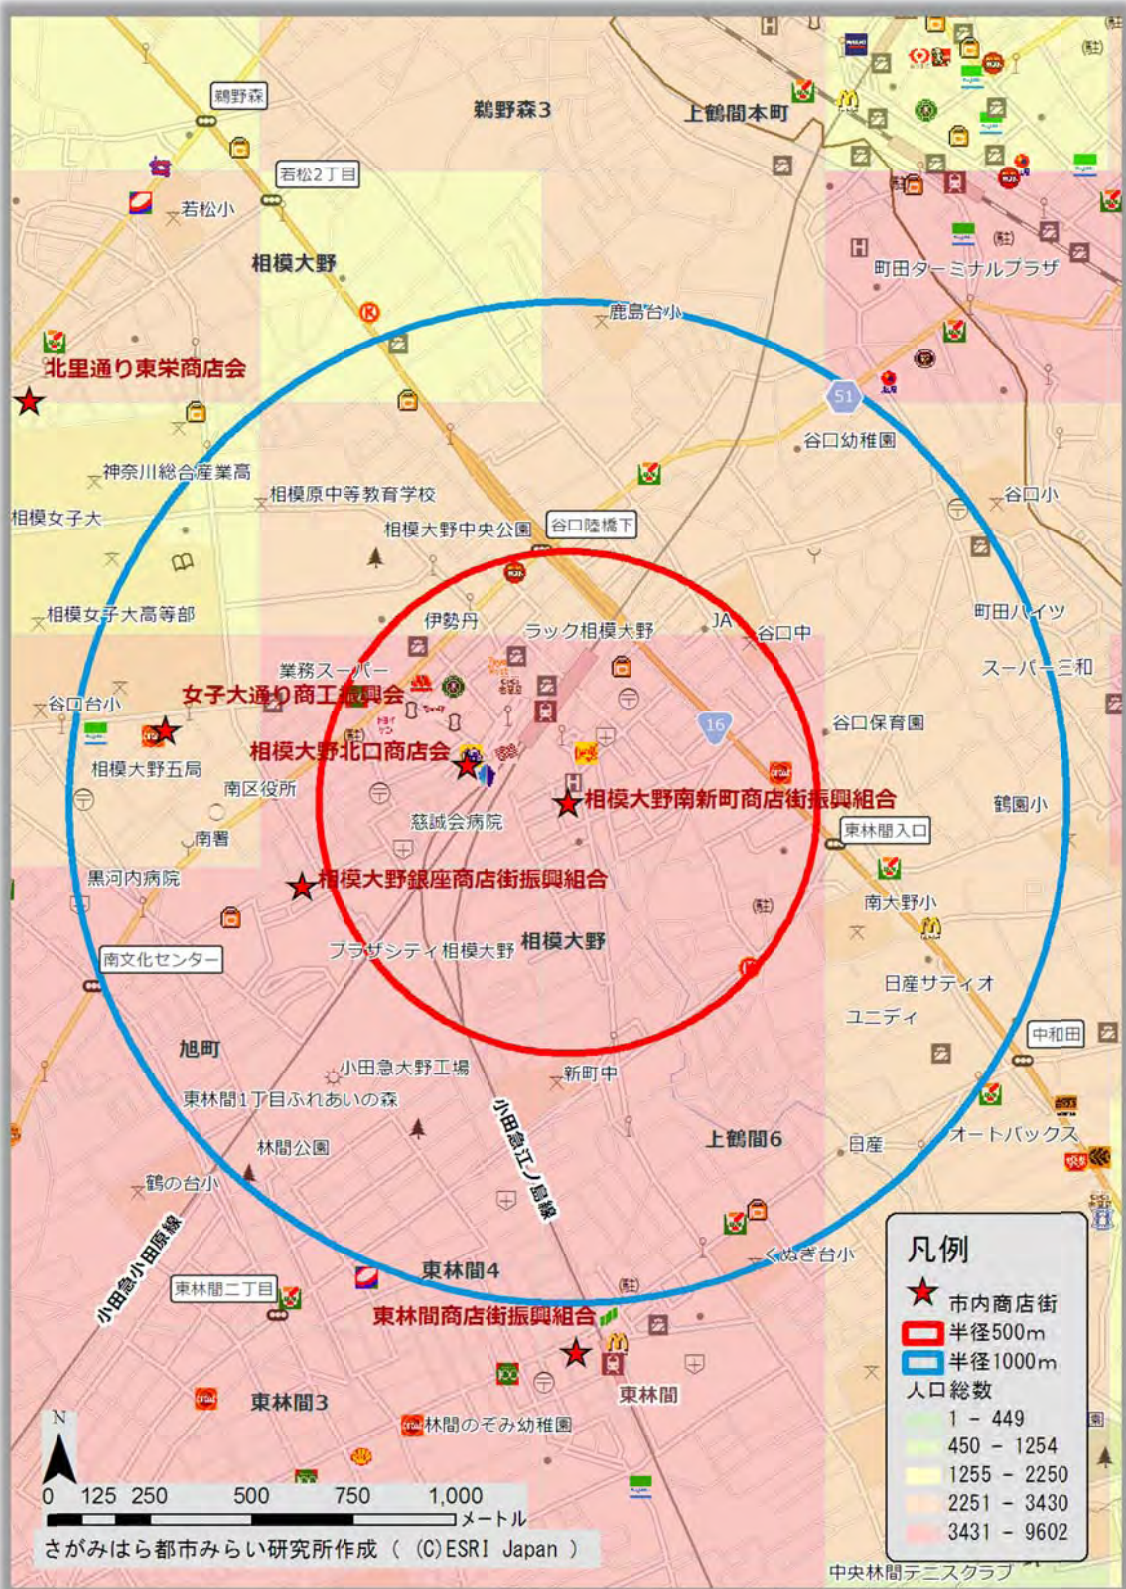 鵜野森
鵜野森3
上鶴間本町
(駐)
若松2丁目
若松小
相模大野
(駐)
町田ターミナルプラザ
鹿島台小
北里通り東栄商店会
51
谷口幼稚園
神奈川総合産業高
相模原中等教育学校
谷口小
相模女子大
相模大野中央公園
谷口陸橋下
相模女子大高等部
伊勢丹
ラック相模大野
JA
谷口中
町田ハイツ
業務スーパー
スーパー三和
女子大通り商工振興会
谷口台小
16
谷口保育園
(駐)
相模大野北口商店会
相模大野五局
南区役所
相模大野南新町商店街振興組合
鶴園小
慈誠会病院
南署
東林間入口
黒河内病院
相模大野銀座商店街振興組合
南大野小
(駐)
プラザシティ相模大野
相模大野
南文化センター
日産サティオ
ユニディ
中和田
旭町
小田急大野工場
新町中
東林間1丁目ふれあいの森
小田急江ノ島線
上鶴間6
日産
オートバックス
林間公園
鶴の台小
小田急小田原線
くぬぎ台小
東林間4
東林間二丁目
(駐)
東林間商店街振興組合
東林間
東林間3
林間のぞみ幼稚園
凡例
市内商店街
半径500m
半径1000m
人口総数
1 - 449
450 - 1254
1255 - 2250
2251 - 3430
3431 - 9602
N
0 125 250 500 750 1,000
メートル
さがみはら都市みらい研究所作成 ( (C)ESRI Japan )
中央林間テニスクラブ